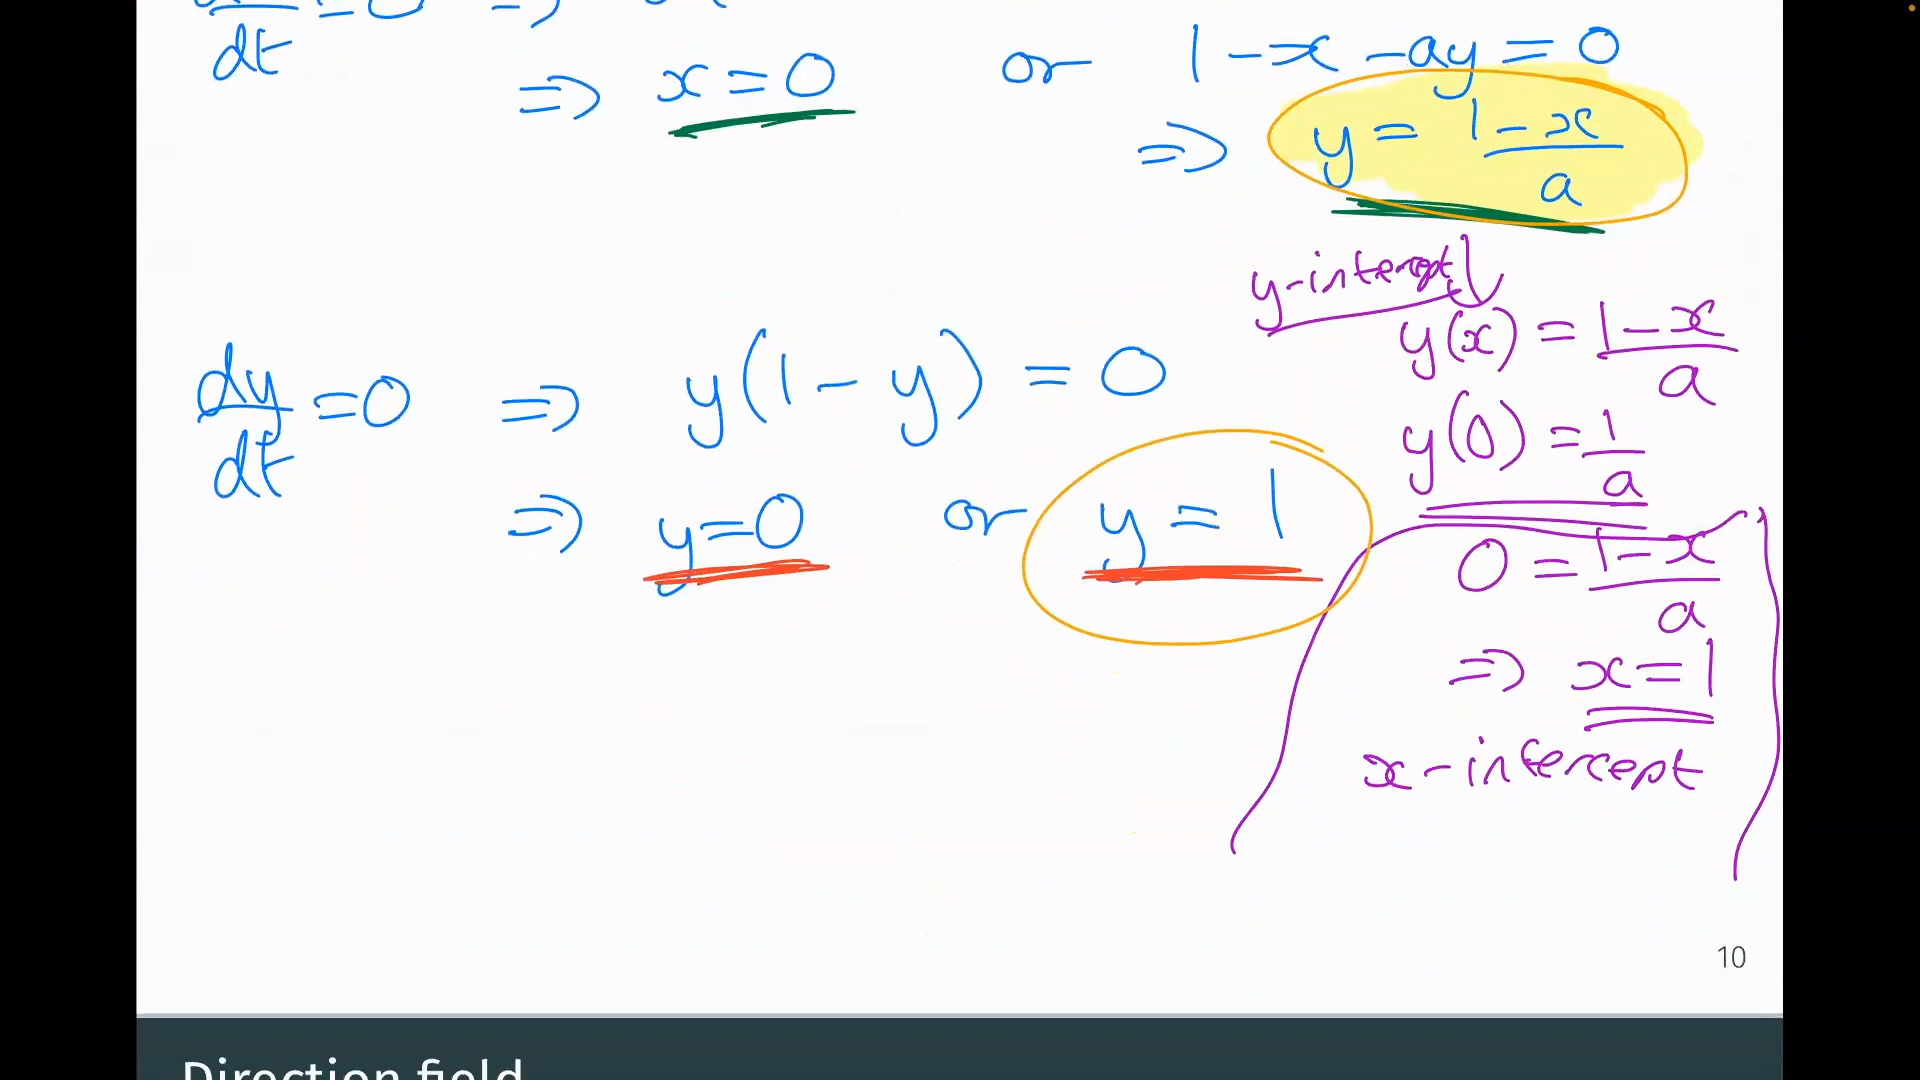 dt
1 - x - ay = 0
=> x = 0 or
=> y = 1 - x / a
y-intercept
y(x) = 1 - x / a
dy/dt = 0 => y(1 - y) = 0
y(0) = 1/a
=> y = 0 or y = 1
0 = 1 - x / a
=> x = 1
x-intercept
10
Direction field